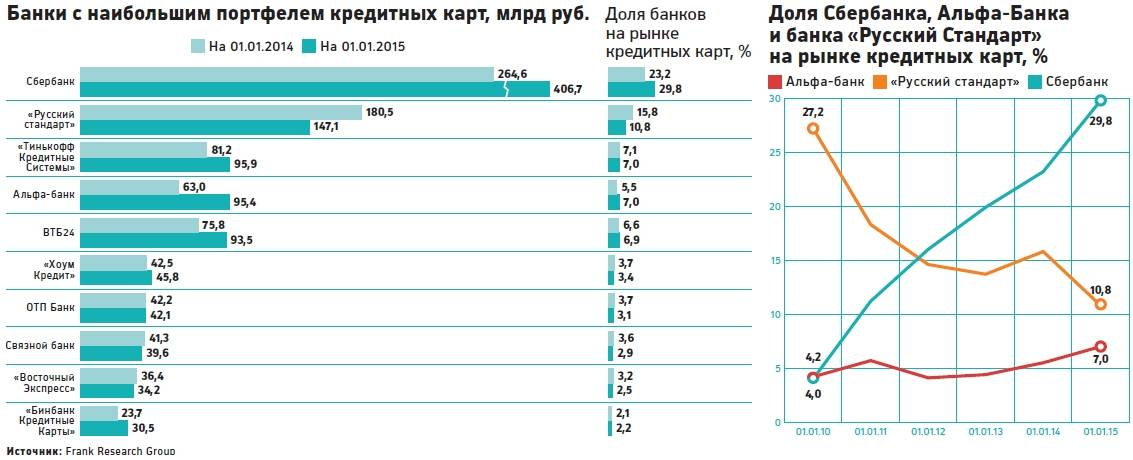 Банки с наибольшим портфелем кредитных карт, млрд руб.
На 01.01.2014 На 01.01.2015
Доля банков
на рынке
кредитных карт, %
Сбербанк
264,6
406,7
23,2
29,8
«Русский
стандарт»
180,5
147,1
15,8
10,8
«Тинькофф
Кредитные
Системы»
81,2
95,9
7,1
7,0
Альфа-банк
63,0
95,4
5,5
7,0
ВТБ24
75,8
93,5
6,6
6,9
«Хоум
Кредит»
42,5
45,8
3,7
3,4
ОТП Банк
42,2
42,1
3,7
3,1
Связной банк
41,3
39,6
3,6
2,9
«Восточный
Экспресс»
36,4
34,2
3,2
2,5
«Бинбанк
Кредитные
Карты»
23,7
30,5
2,1
2,2
Источник: Frank Research Group
Доля Сбербанка, Альфа-Банка
и банка «Русский Стандарт»
на рынке кредитных карт, %
Альфа-банк «Русский стандарт» Сбербанк
30
25
20
15
10
5
0
27,2
29,8
10,8
7,0
4,2
4,0
01.01.10 01.01.11 01.01.12 01.01.13 01.01.14 01.01.15